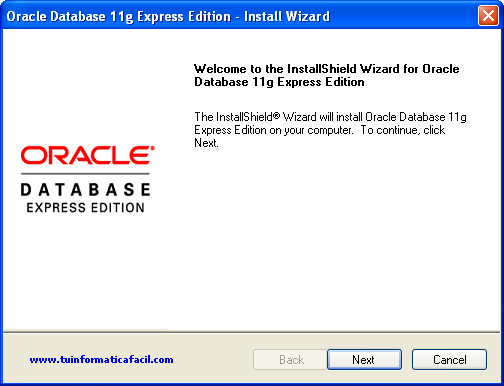 Oracle Database 11g Express Edition - Install Wizard
Welcome to the InstallShield Wizard for Oracle
Database 11g Express Edition
The InstallShield® Wizard will install Oracle Database 11g
Express Edition on your computer.  To continue, click
Next.
ORACLE®
DATABASE
EXPRESS EDITION
www.tuinformaticafacil.com
Back
Next
Cancel